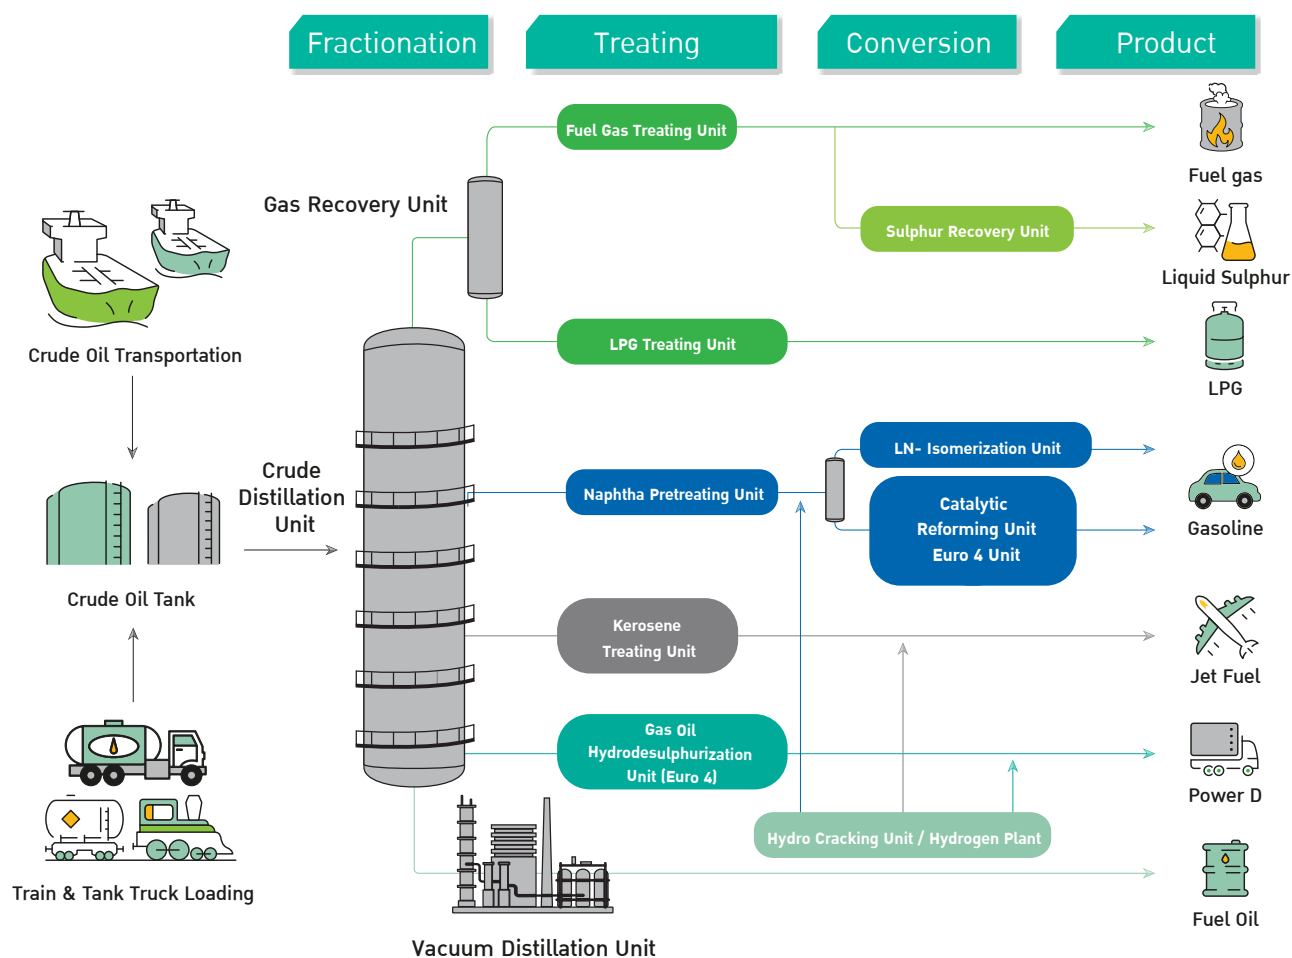 Fractionation
Treating
Conversion
Product
Fuel Gas Treating Unit
Fuel gas
Gas Recovery Unit
Sulphur Recovery Unit
Liquid Sulphur
Crude Oil Transportation
LPG Treating Unit
LPG
Crude
Distillation
Unit
Naphtha Pretreating Unit
LN- Isomerization Unit
Catalytic
Reforming Unit
Euro 4 Unit
Gasoline
Crude Oil Tank
Kerosene
Treating Unit
Jet Fuel
Gas Oil
Hydrodesulphurization
Unit (Euro 4)
Power D
Hydro Cracking Unit / Hydrogen Plant
Train & Tank Truck Loading
Fuel Oil
Vacuum Distillation Unit